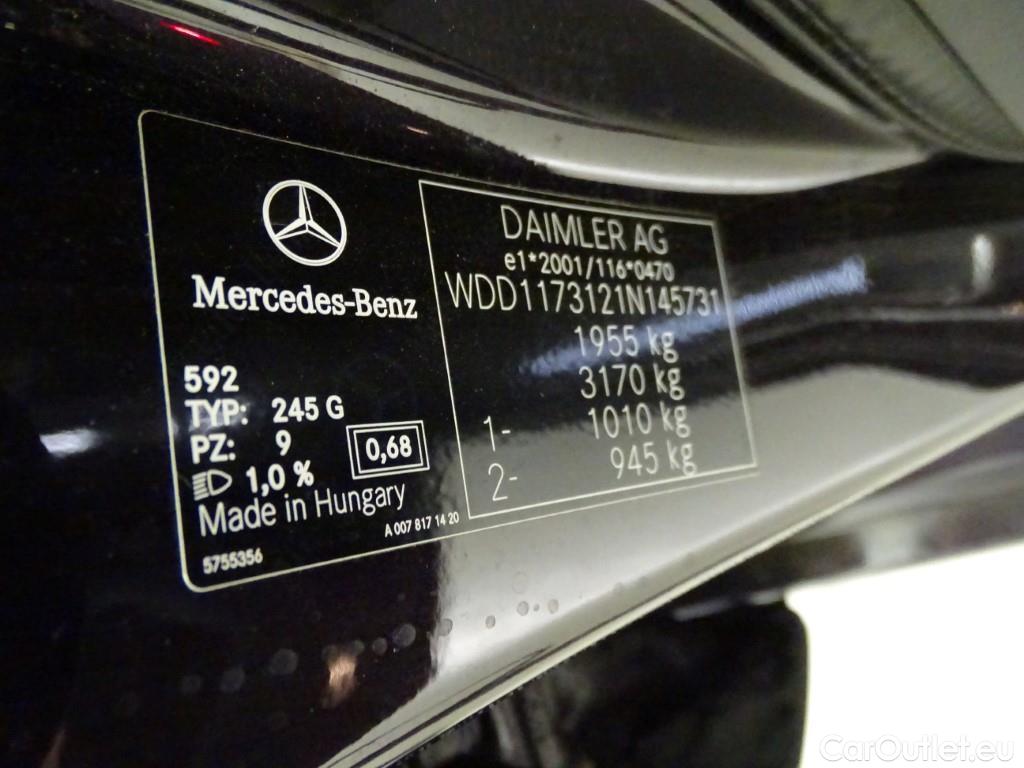 Mercedes-Benz
592
TYP: 245 G
PZ: 9
1,0 %
0,68
Made in Hungary
A 007 817 14 20
5755356
DAIMLER AG
e1*2001/116*0470
WDD1173121N145731
1955 kg
3170 kg
1- 1010 kg
2- 945 kg
CarOutlet.eu